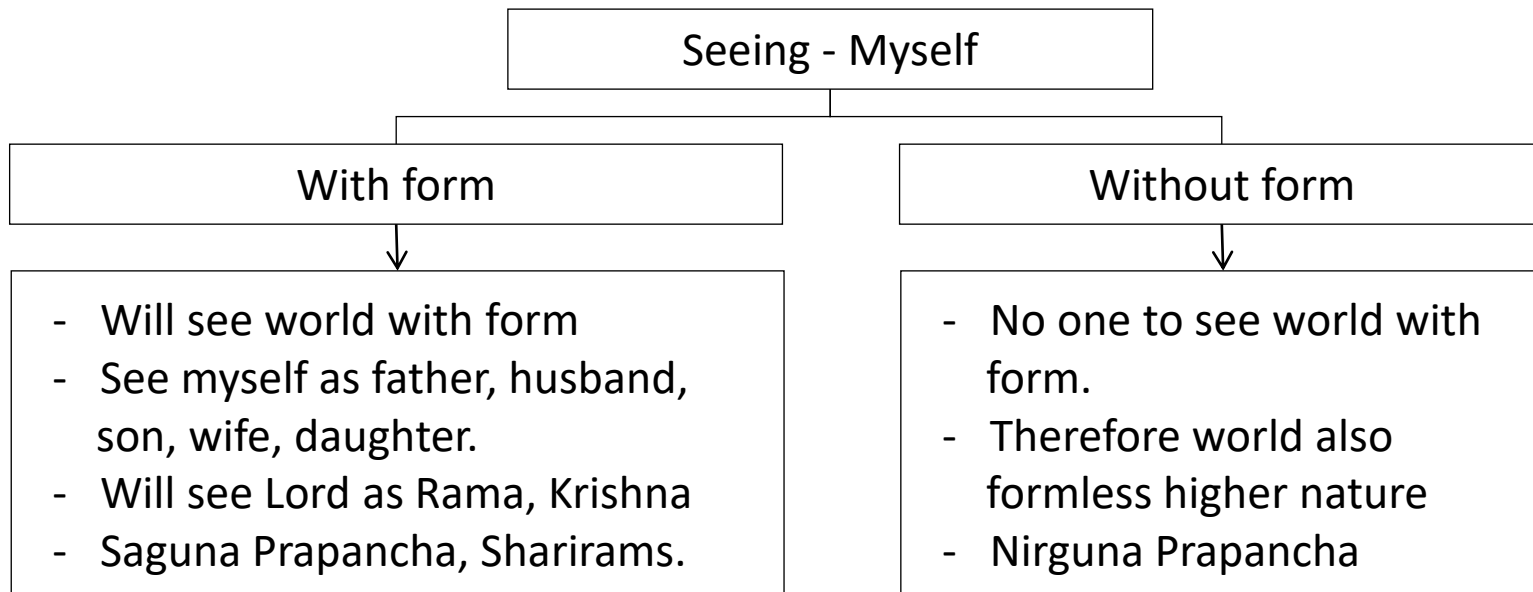 Seeing - Myself
With form
Without form
- Will see world with form
- See myself as father, husband,
son, wife, daughter.
- Will see Lord as Rama, Krishna
- Saguna Prapancha, Sharirams.
- No one to see world with
form.
- Therefore world also
formless higher nature
- Nirguna Prapancha